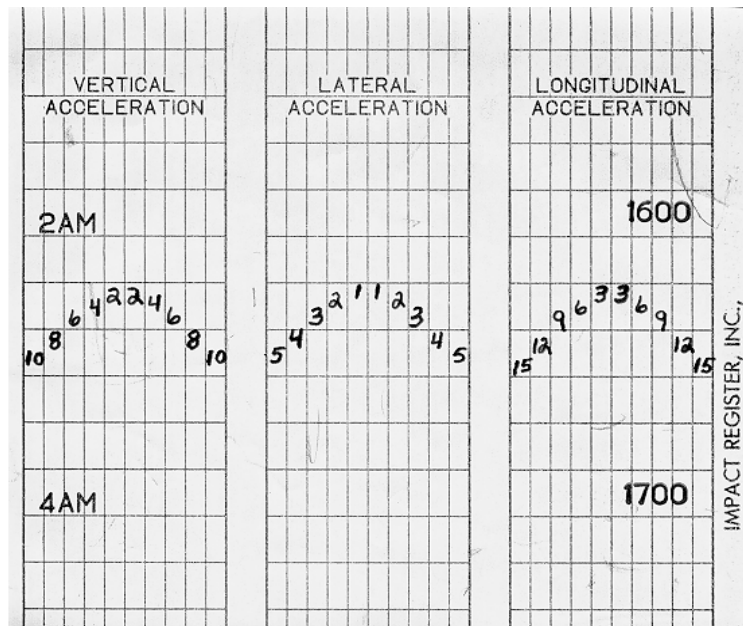 VERTICAL
ACCELERATION
LATERAL
ACCELERATION
LONGITUDINAL
ACCELERATION
2AM
1600
10 8 6 4 2 2 4 6 8 10
5 4 3 2 1 1 2 3 4 5
15 12 9 6 3 3 6 9 12 15
4AM
1700
IMPACT REGISTER, INC.,